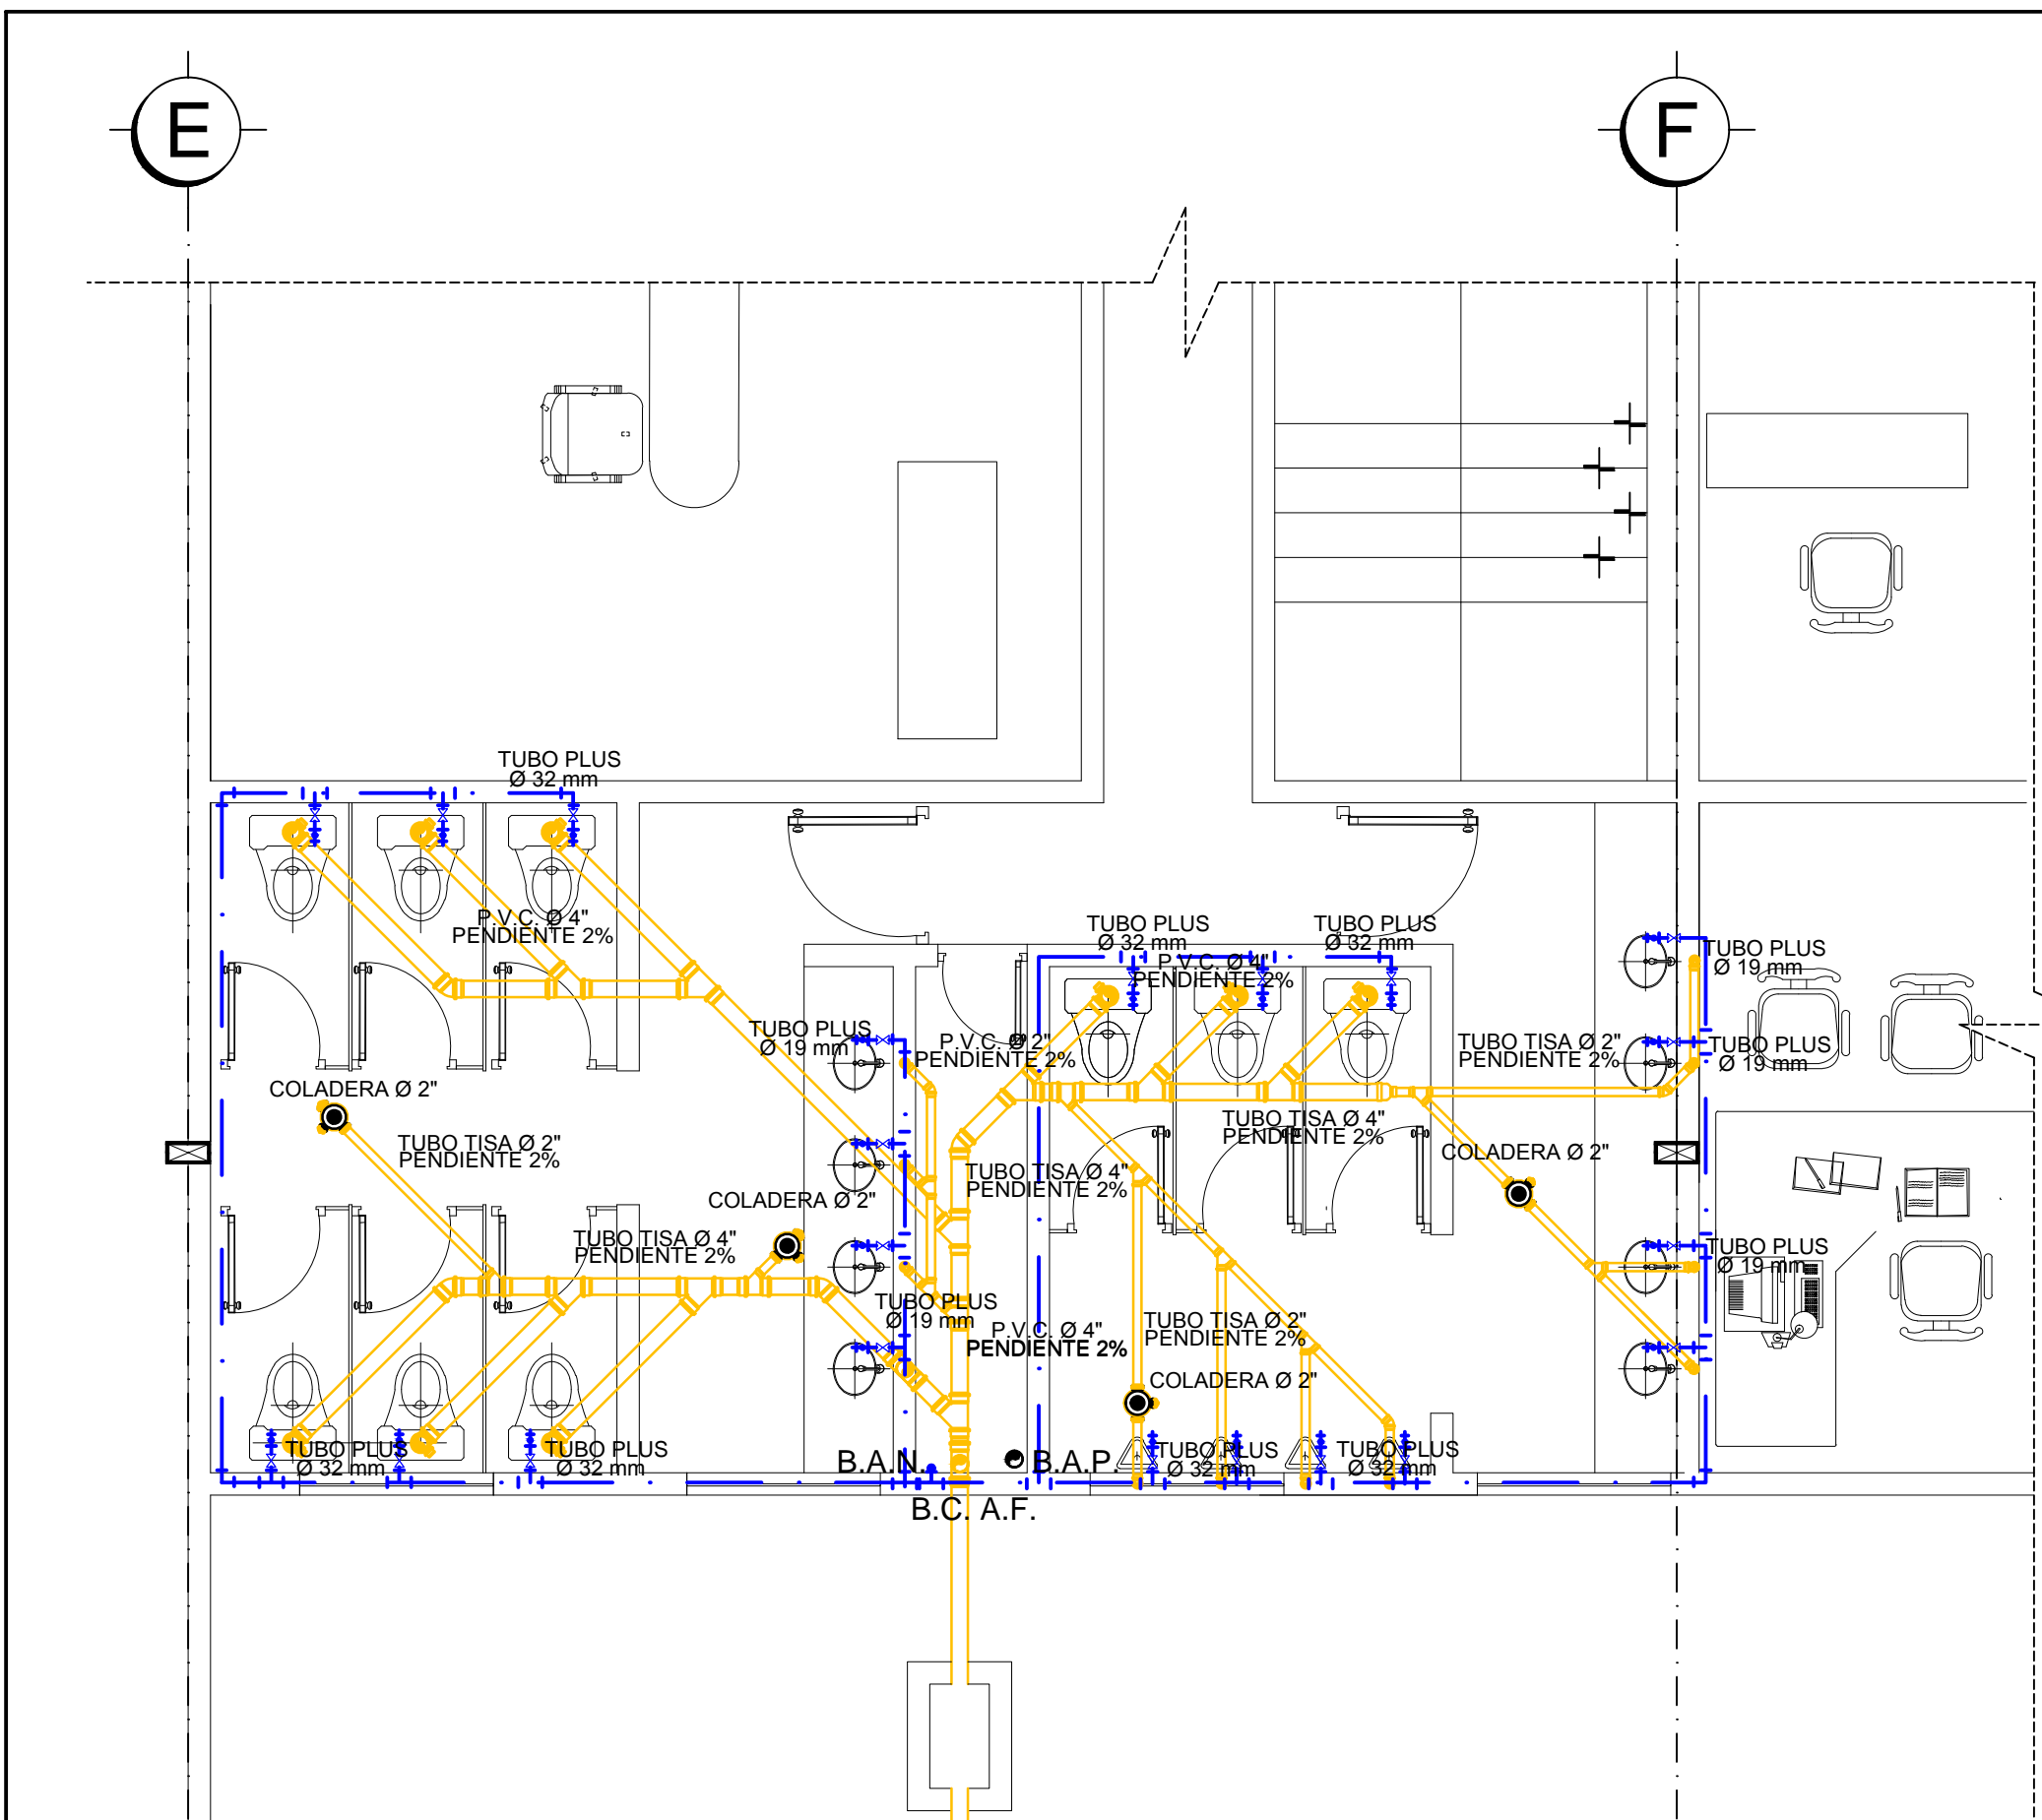 E
F
TUBO PLUS
Ø 32 mm
P.V.C. Ø 4"
PENDIENTE 2%
TUBO PLUS
Ø 32 mm
TUBO PLUS
Ø 32 mm
P.V.C. Ø 4"
PENDIENTE 2%
TUBO PLUS
Ø 19 mm
TUBO PLUS
Ø 19 mm
P.V.C. Ø 2"
PENDIENTE 2%
TUBO TISA Ø 2"
PENDIENTE 2%
TUBO PLUS
Ø 19 mm
COLADERA Ø 2"
TUBO TISA Ø 2"
PENDIENTE 2%
TUBO TISA Ø 4"
PENDIENTE 2%
COLADERA Ø 2"
TUBO TISA Ø 4"
PENDIENTE 2%
COLADERA Ø 2"
TUBO TISA Ø 4"
PENDIENTE 2%
TUBO PLUS
Ø 19 mm
TUBO PLUS
Ø 19 mm
P.V.C. Ø 4"
PENDIENTE 2%
TUBO TISA Ø 2"
PENDIENTE 2%
COLADERA Ø 2"
TUBO PLUS
Ø 32 mm
TUBO PLUS
Ø 32 mm
B.A.N.
B.A.P.
TUBO PLUS
Ø 32 mm
TUBO PLUS
Ø 32 mm
B.C. A.F.